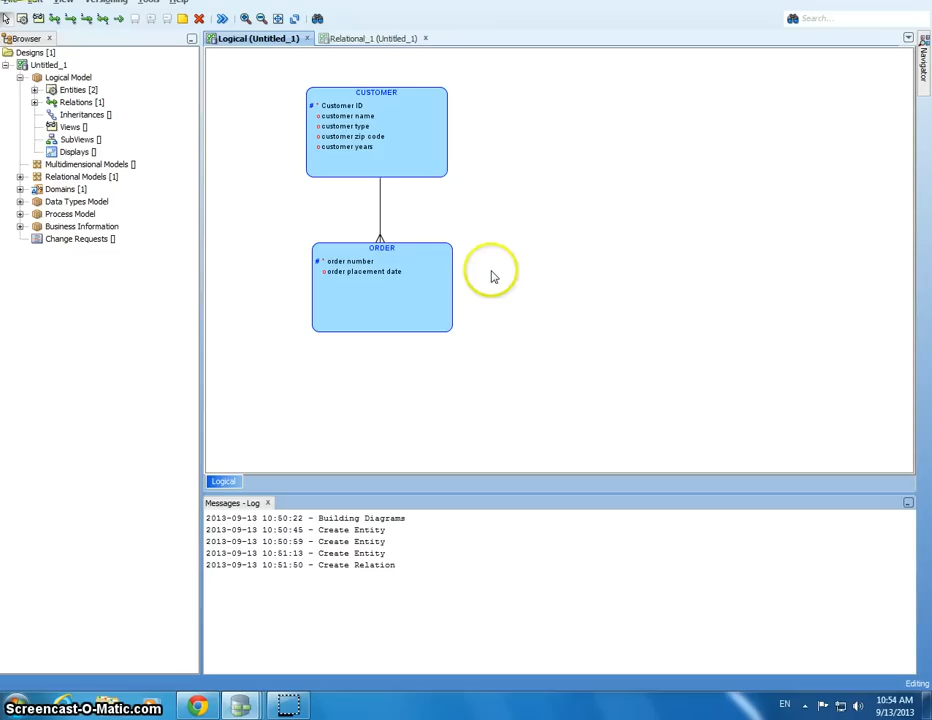 Versioning Tools Help
Search...
Browser
Logical (Untitled_1)
Relational_1 (Untitled_1)
Navigator
Designs [1]
Untitled_1
Logical Model
Entities [2]
Relations [1]
Inheritances []
Views []
SubViews []
Displays []
Multidimensional Models []
Relational Models [1]
Domains [1]
Data Types Model
Process Model
Business Information
Change Requests []
CUSTOMER
# * Customer ID
o customer name
o customer type
o customer zip code
o customer years
ORDER
# * order number
o order placement date
Logical
Messages - Log
2013-09-13 10:50:22 - Building Diagrams
2013-09-13 10:50:45 - Create Entity
2013-09-13 10:50:59 - Create Entity
2013-09-13 10:51:13 - Create Entity
2013-09-13 10:51:50 - Create Relation
Editing
Screencast-O-Matic.com
EN
10:54 AM
9/13/2013